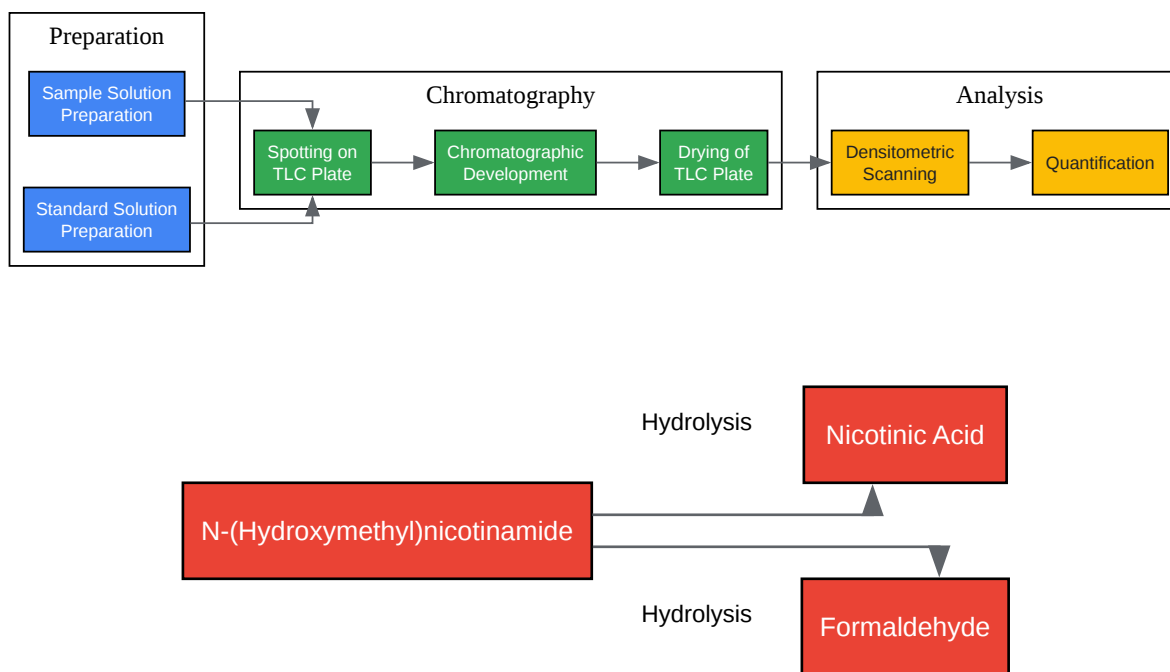 Preparation
Sample Solution
Preparation
Standard Solution
Preparation
Chromatography
Spotting on
TLC Plate
Chromatographic
Development
Drying of
TLC Plate
Analysis
Densitometric
Scanning
Quantification
Hydrolysis
Nicotinic Acid
N-(Hydroxymethyl)nicotinamide
Hydrolysis
Formaldehyde